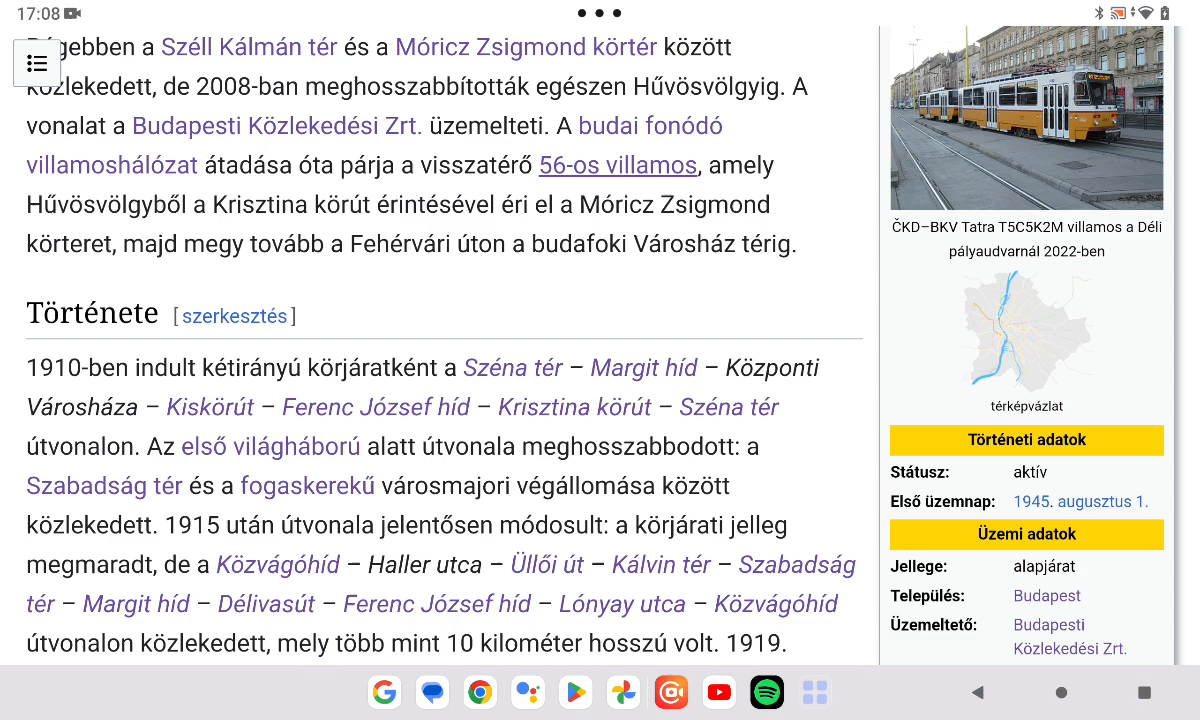 17:08
Régebben a Széll Kálmán tér és a Móricz Zsigmond körtér között
közlekedett, de 2008-ban meghosszabbították egészen Hűvösvölgyig. A
vonalat a Budapesti Közlekedési Zrt. üzemelteti. A budai fonódó
villamoshálózat átadása óta párja a visszatérő 56-os villamos, amely
Hűvösvölgyből a Krisztina körút érintésével éri el a Móricz Zsigmond
körteret, majd megy tovább a Fehérvári úton a budafoki Városház térig.
Története [szerkesztés]
1910-ben indult kétirányú körjáratként a Széna tér – Margit híd – Központi
Városháza – Kiskörút – Ferenc József híd – Krisztina körút – Széna tér
útvonalon. Az első világháború alatt útvonala meghosszabbodott: a
Szabadság tér és a fogaskerekű városmajori végállomása között
közlekedett. 1915 után útvonala jelentősen módosult: a körjárati jelleg
megmaradt, de a Közvágóhíd – Haller utca – Üllői út – Kálvin tér – Szabadság
tér – Margit híd – Délivasút – Ferenc József híd – Lónyay utca – Közvágóhíd
útvonalon közlekedett, mely több mint 10 kilométer hosszú volt. 1919.
ČKD–BKV Tatra T5C5K2M villamos a Déli
pályaudvarnál 2022-ben
térképvázlat
Történeti adatok
Státusz: aktív
Első üzemnap: 1945. augusztus 1.
Üzemi adatok
Jellege: alapjárat
Település: Budapest
Üzemeltető: Budapesti
Közlekedési Zrt.